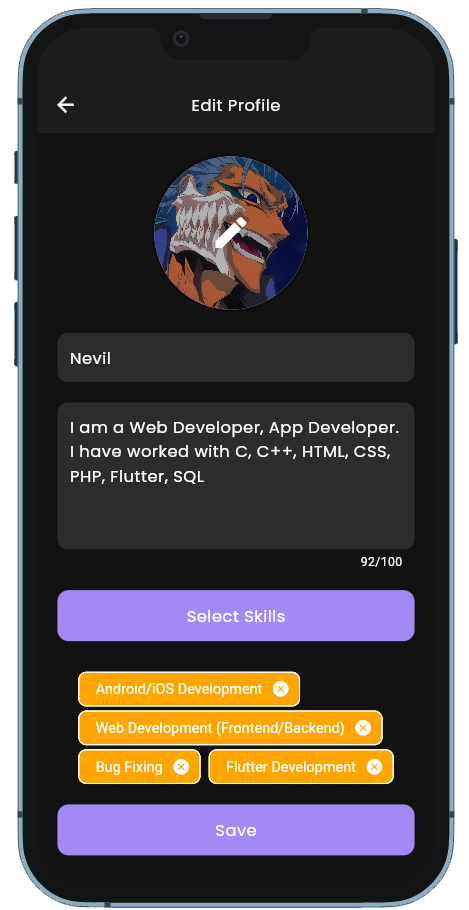 Edit Profile
Nevil
I am a Web Developer, App Developer.
I have worked with C, C++, HTML, CSS,
PHP, Flutter, SQL
92/100
Select Skills
Android/iOS Development
Web Development (Frontend/Backend)
Bug Fixing
Flutter Development
Save